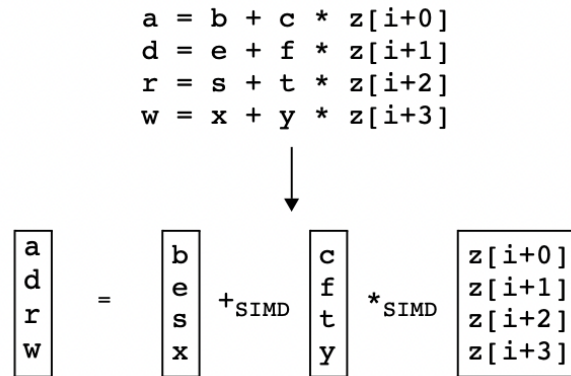 a = b + c * z[i+0]
d = e + f * z[i+1]
r = s + t * z[i+2]
w = x + y * z[i+3]
a b c z[i+0]
d e f z[i+1]
= +SIMD *SIMD
r s t z[i+2]
w x y z[i+3]